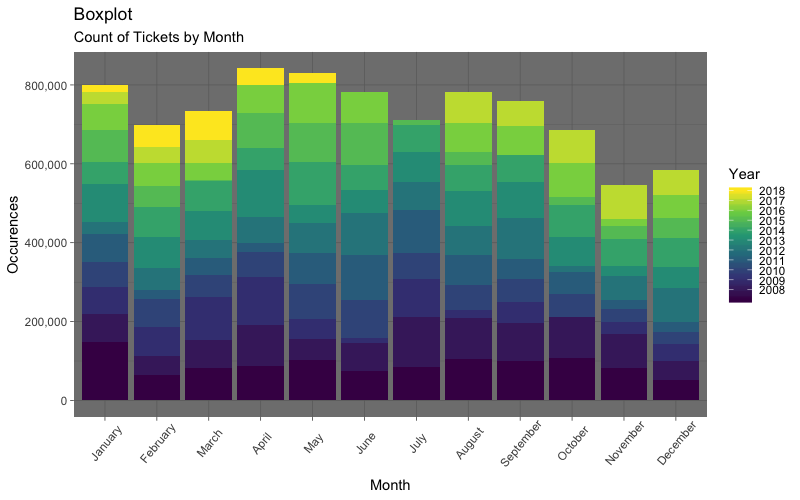 Boxplot
Count of Tickets by Month
Occurences
800,000
600,000
400,000
200,000
0
January
February
March
April
May
June
July
August
September
October
November
December
Month
Year
2018
2017
2016
2015
2014
2013
2012
2011
2010
2009
2008